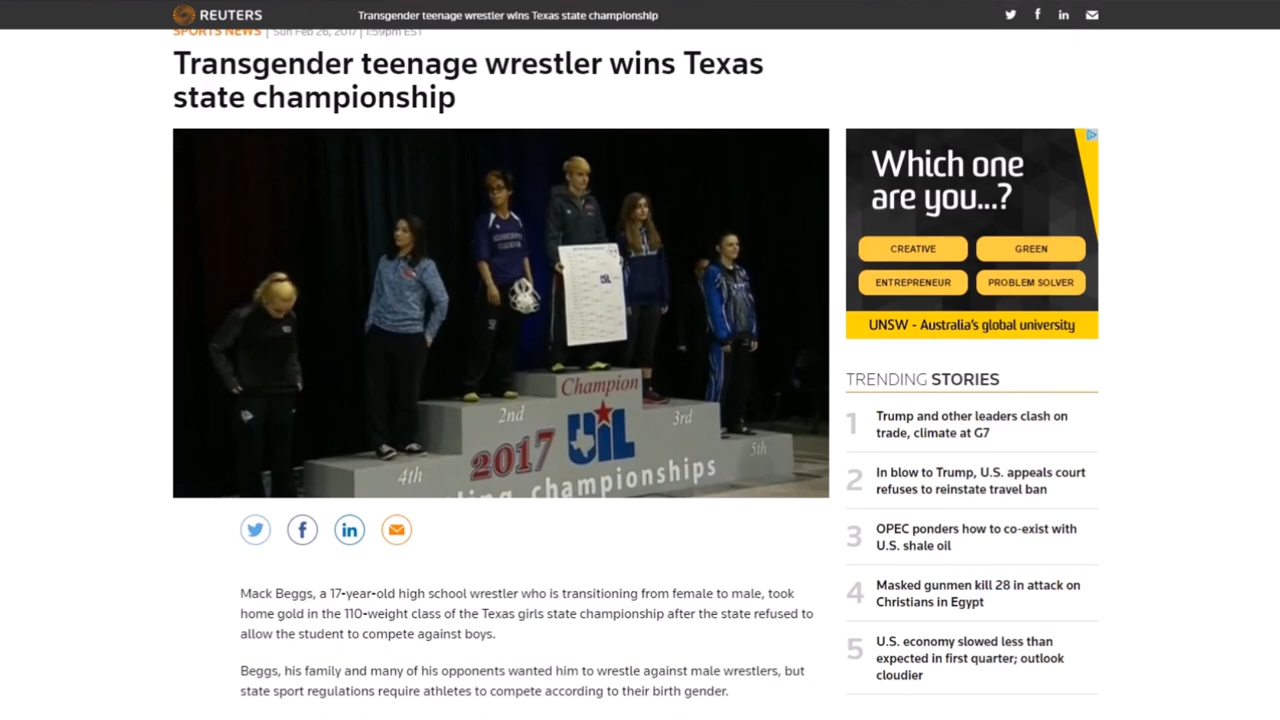 REUTERS
Transgender teenage wrestler wins Texas state championship
SPORTS NEWS | Sun Feb 26, 2017 | 1:59pm EST
Transgender teenage wrestler wins Texas
state championship
Champion
2nd
3rd
4th
5th
2017 UIL
championships
Mack Beggs, a 17-year-old high school wrestler who is transitioning from female to male, took
home gold in the 110-weight class of the Texas girls state championship after the state refused to
allow the student to compete against boys.
Beggs, his family and many of his opponents wanted him to wrestle against male wrestlers, but
state sport regulations require athletes to compete according to their birth gender.
Which one
are you...?
CREATIVE
GREEN
ENTREPRENEUR
PROBLEM SOLVER
UNSW - Australia's global university
TRENDING STORIES
1
Trump and other leaders clash on
trade, climate at G7
2
In blow to Trump, U.S. appeals court
refuses to reinstate travel ban
3
OPEC ponders how to co-exist with
U.S. shale oil
4
Masked gunmen kill 28 in attack on
Christians in Egypt
5
U.S. economy slowed less than
expected in first quarter; outlook
cloudier